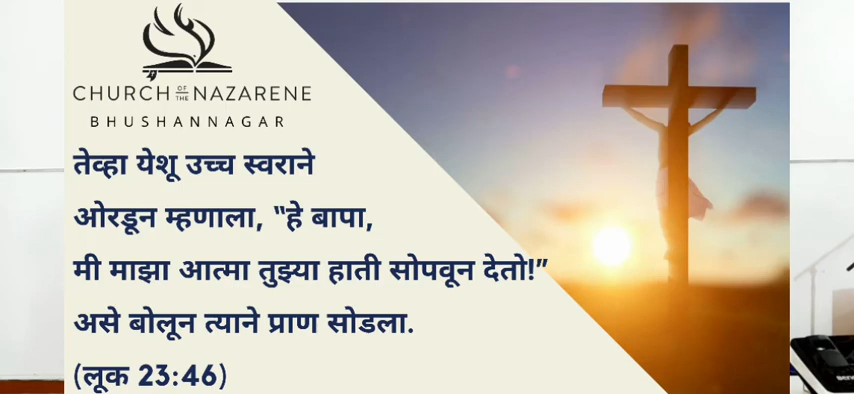 CHURCH OF THE NAZARENE
BHUSHANNAGAR
तेव्हा येशू उच्च स्वराने
ओरडून म्हणाला, “हे बापा,
मी माझा आत्मा तुझ्या हाती सोपवून देतो!”
असे बोलून त्याने प्राण सोडला.
(लूक 23:46)